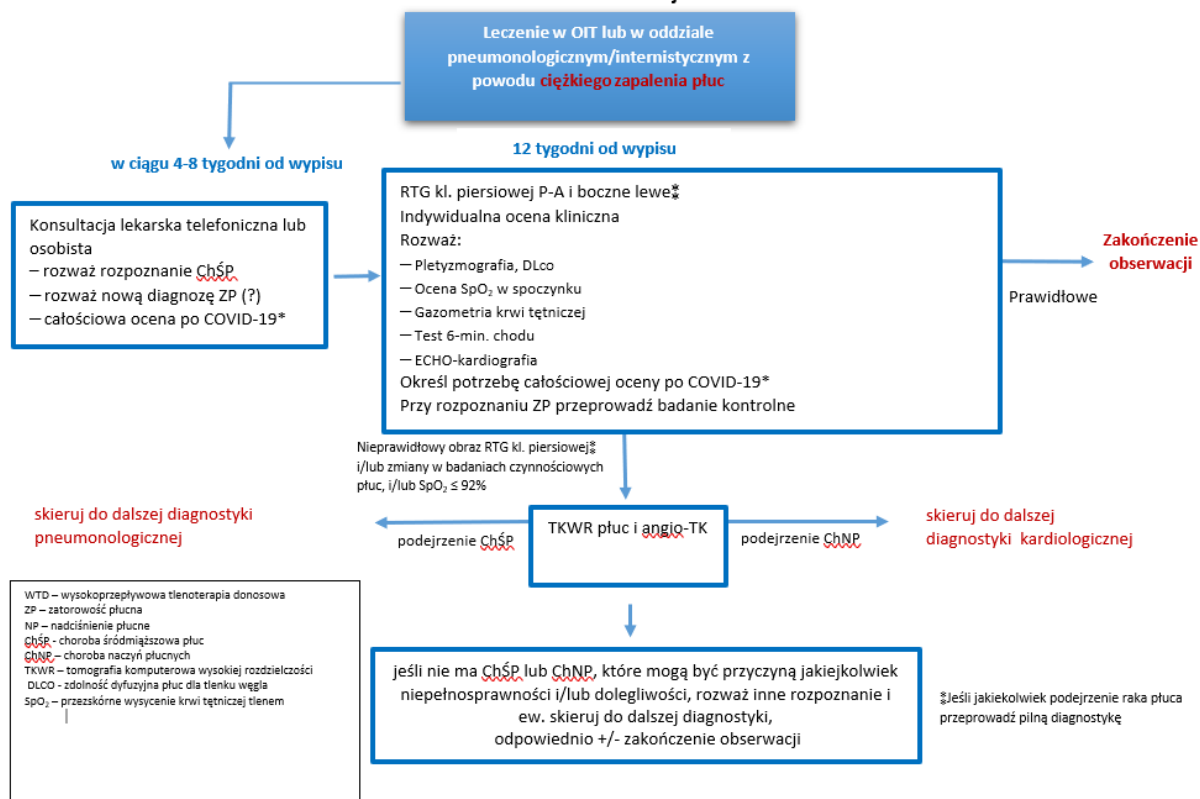 Leczenie w OIT lub w oddziale
pneumonologicznym/internistycznym z
powodu ciężkiego zapalenia płuc
w ciągu 4-8 tygodni od wypisu
12 tygodni od wypisu
Konsultacja lekarska telefoniczna lub
osobista
– rozważ rozpoznanie ChŚP
– rozważ nową diagnozę ZP (?)
– całościowa ocena po COVID-19*
RTG kl. piersiowej P-A i boczne lewe⁑
Indywidualna ocena kliniczna
Rozważ:
– Pletyzmografia, DLco
– Ocena SpO₂ w spoczynku
– Gazometria krwi tętniczej
– Test 6-min. chodu
– ECHO-kardiografia
Określ potrzebę całościowej oceny po COVID-19*
Przy rozpoznaniu ZP przeprowadź badanie kontrolne
Zakończenie
obserwacji
Prawidłowe
Nieprawidłowy obraz RTG kl. piersiowej⁑
i/lub zmiany w badaniach czynnościowych
płuc, i/lub SpO₂ ≤ 92%
skieruj do dalszej diagnostyki
pneumonologicznej
podejrzenie ChŚP
TKWR płuc i angio-TK
podejrzenie ChNP
skieruj do dalszej
diagnostyki kardiologicznej
WTD – wysokoprzepływowa tlenoterapia donosowa
ZP – zatorowość płucna
NP – nadciśnienie płucne
ChŚP - choroba śródmiąższowa płuc
ChNP – choroba naczyń płucnych
TKWR – tomografia komputerowa wysokiej rozdzielczości
DLCO - zdolność dyfuzyjna płuc dla tlenku węgla
SpO₂ – przezskórne wysycenie krwi tętniczej tlenem
jeśli nie ma ChŚP lub ChNP, które mogą być przyczyną jakiejkolwiek
niepełnosprawności i/lub dolegliwości, rozważ inne rozpoznanie i
ew. skieruj do dalszej diagnostyki,
odpowiednio +/- zakończenie obserwacji
⁑Jeśli jakiekolwiek podejrzenie raka płuca
przeprowadź pilną diagnostykę